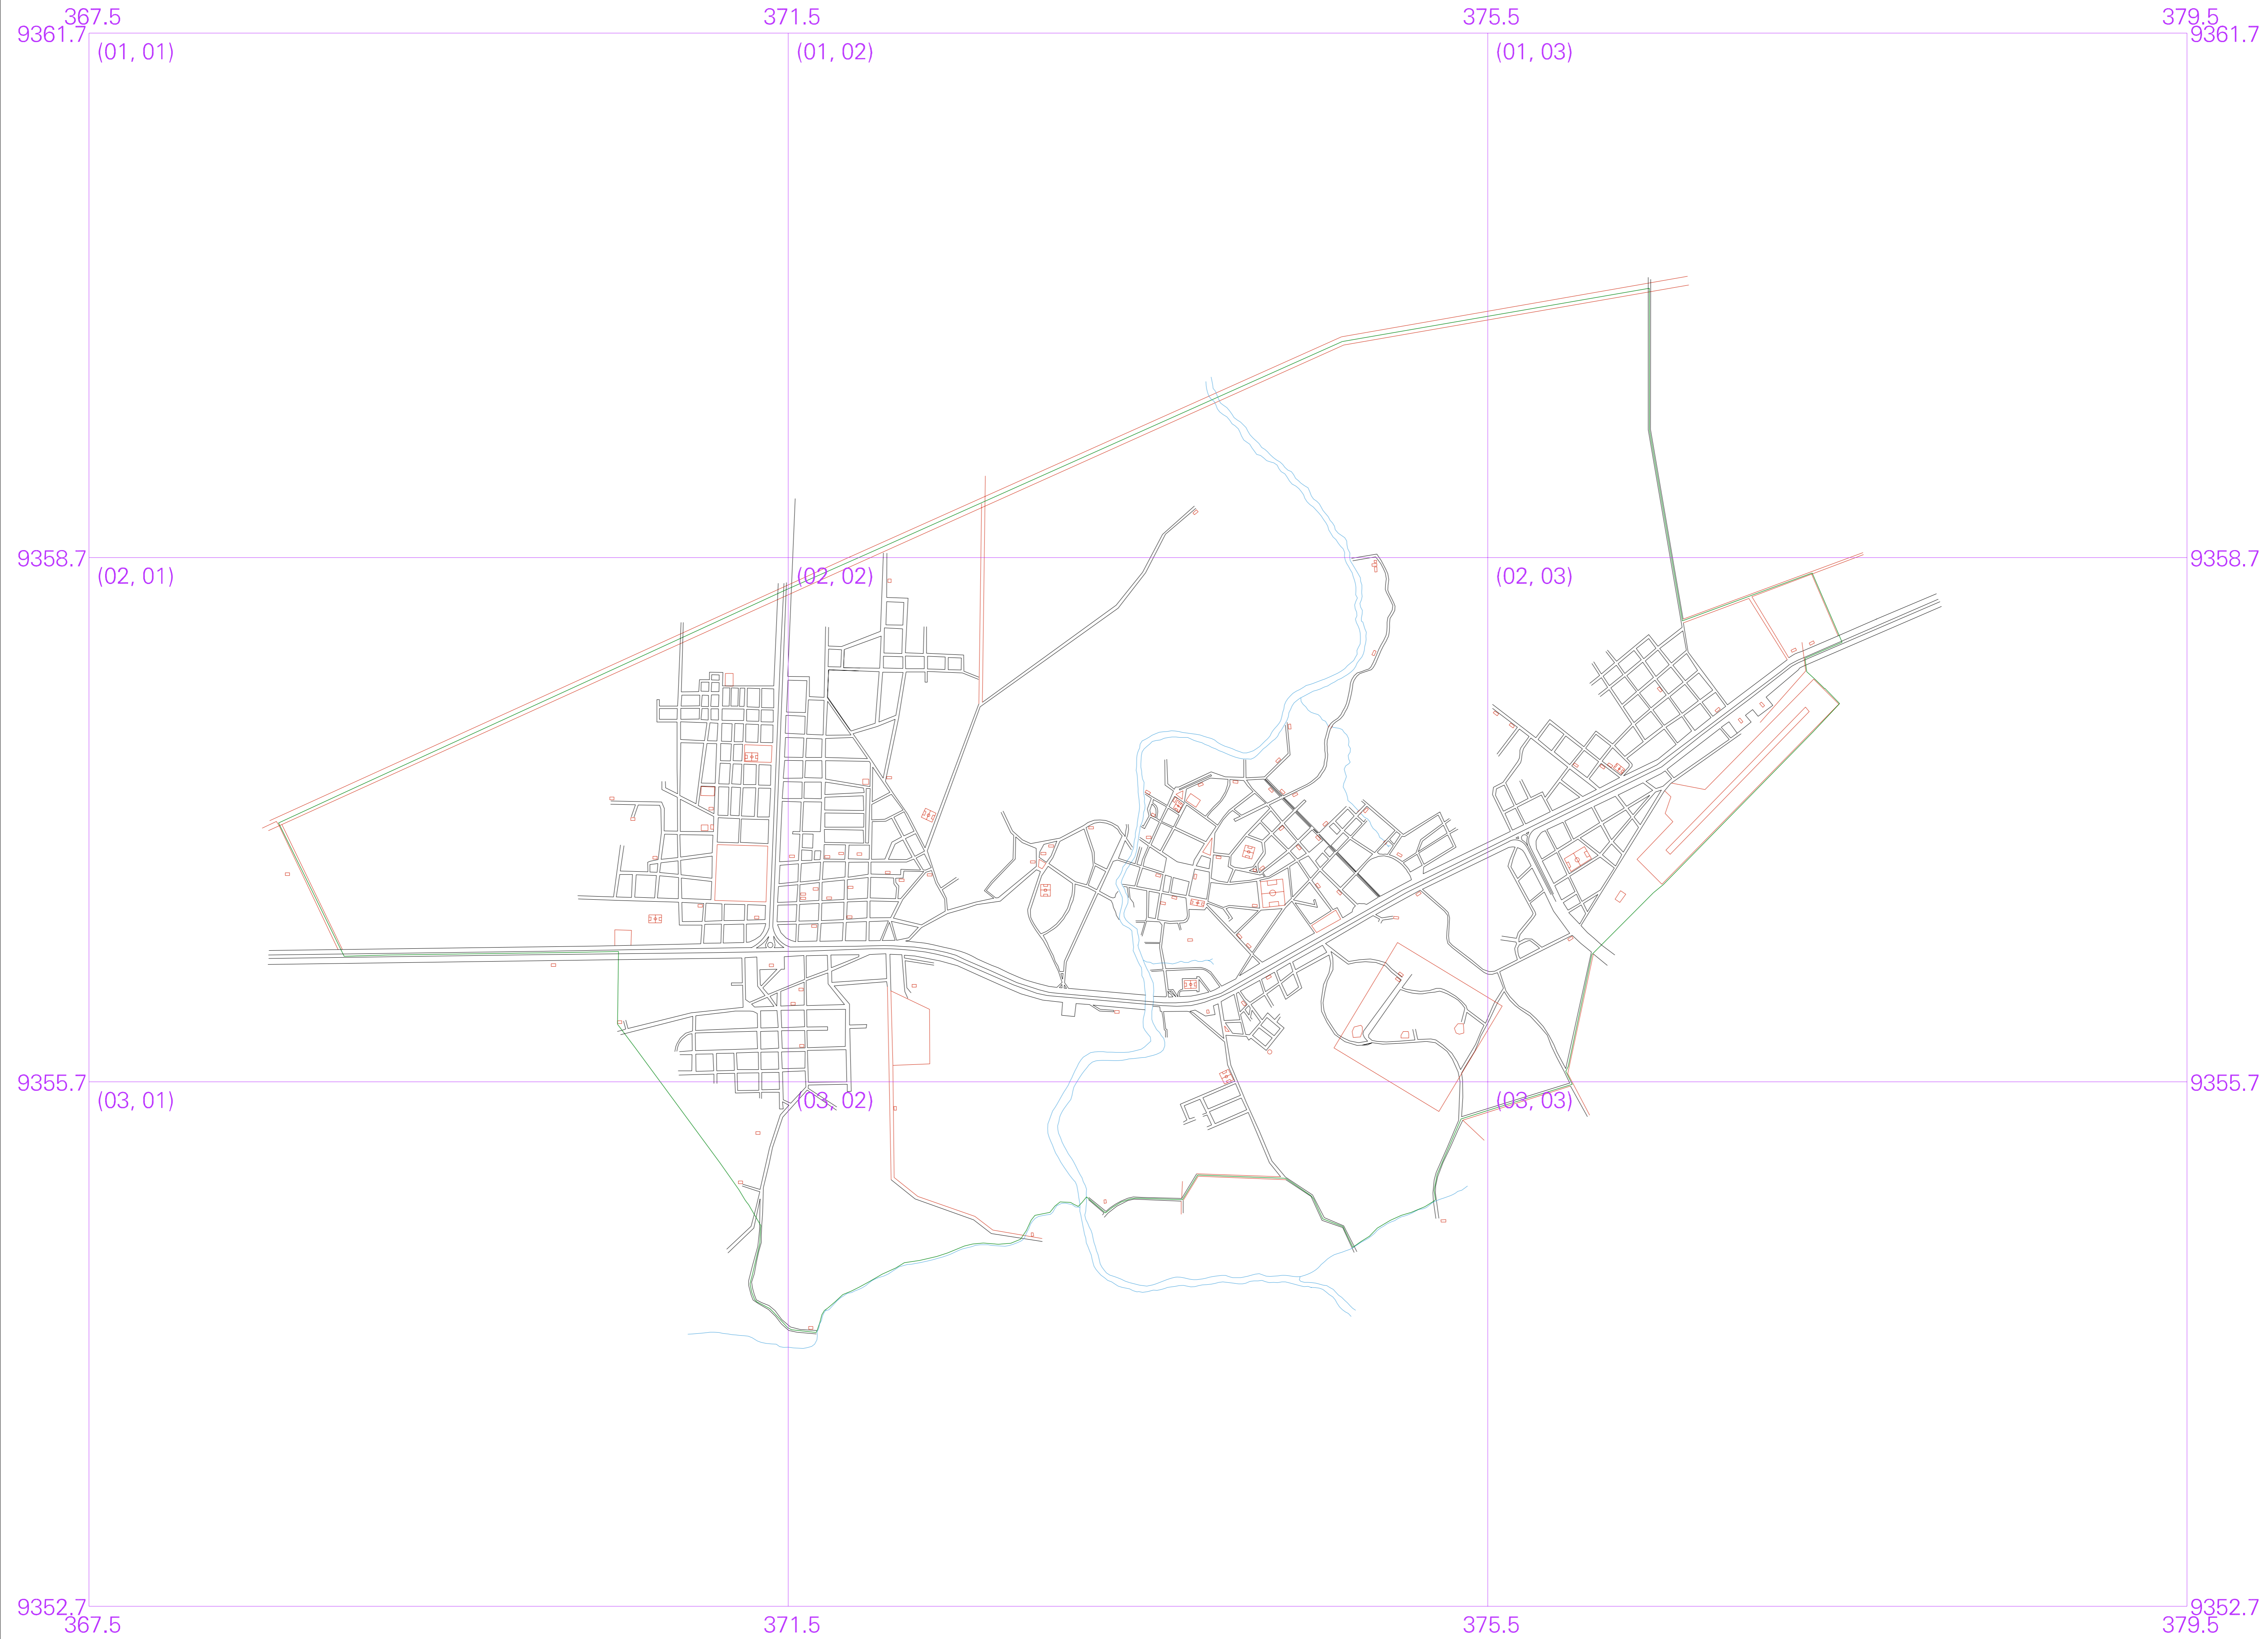 367.5 371.5 375.5 379.5
9361.7 9361.7
(01, 01) (01, 02) (01, 03)
9358.7 9358.7
(02, 01) (02, 02) (02, 03)
9355.7 9355.7
(03, 01) (03, 02) (03, 03)
9352.7 9352.7
367.5 371.5 375.5 379.5